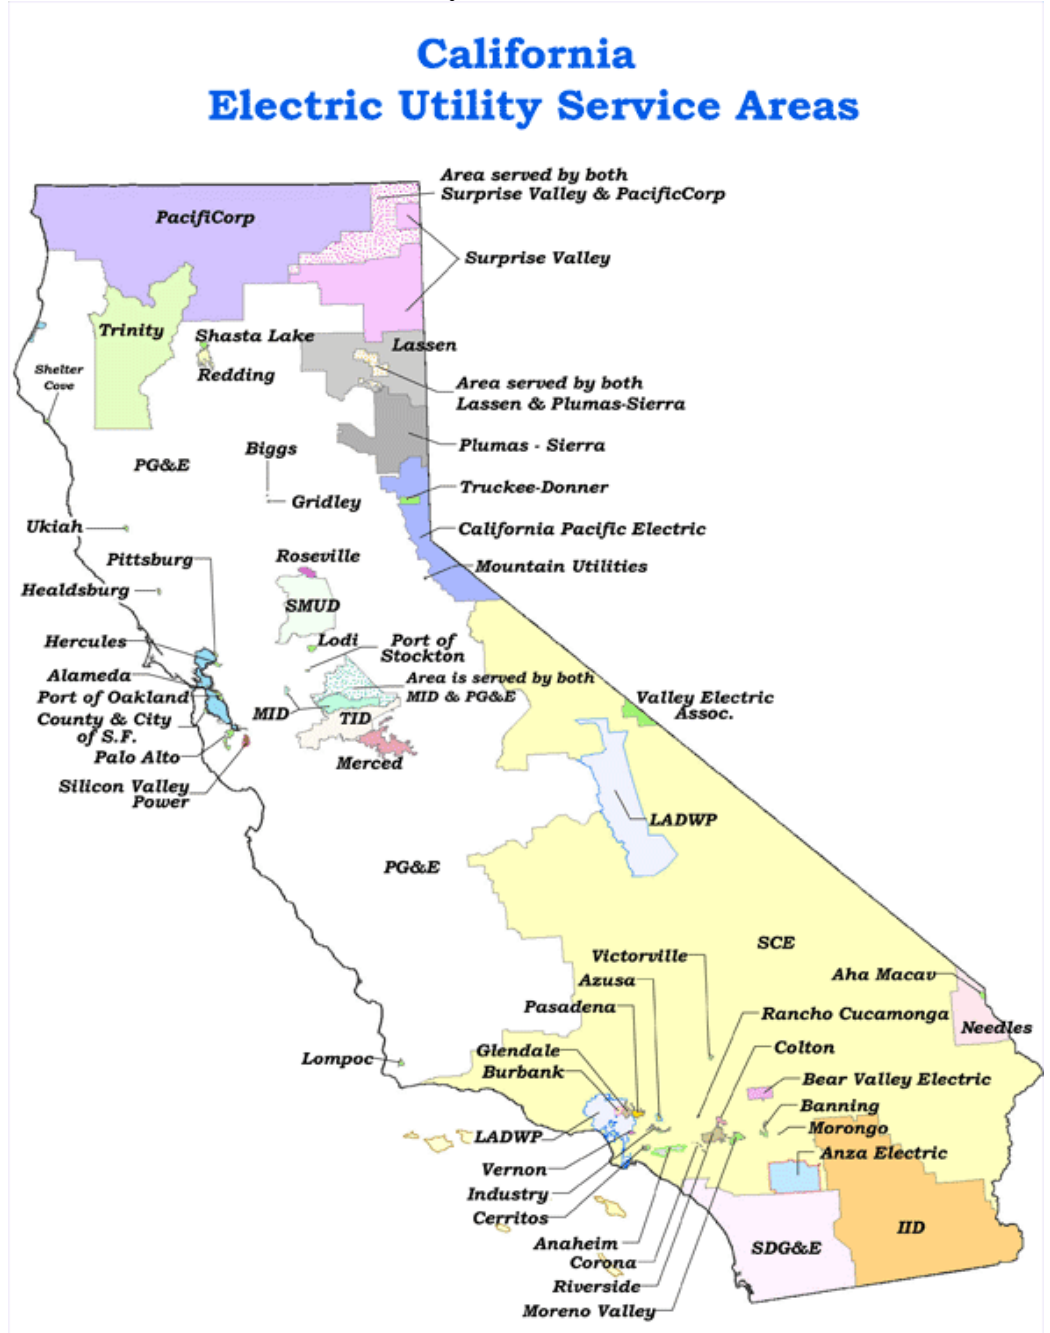 California
Electric Utility Service Areas
Area served by both
Surprise Valley & PacificCorp
PacifiCorp
Surprise Valley
Trinity
Shasta Lake
Lassen
Redding
Shelter
Cove
Area served by both
Lassen & Plumas-Sierra
Plumas - Sierra
Biggs
PG&E
Truckee-Donner
Gridley
Ukiah
California Pacific Electric
Pittsburg
Roseville
Mountain Utilities
Healdsburg
SMUD
Hercules
Lodi
Port of
Stockton
Alameda
Area is served by both
MID & PG&E
Port of Oakland
Valley Electric
Assoc.
County & City
of S.F.
MID
TID
Palo Alto
Merced
Silicon Valley
Power
LADWP
PG&E
SCE
Victorville
Aha Macav
Azusa
Pasadena
Rancho Cucamonga
Needles
Glendale
Colton
Lompoc
Burbank
Bear Valley Electric
Banning
LADWP
Morongo
Anza Electric
Vernon
Industry
Cerritos
IID
Anaheim
SDG&E
Corona
Riverside
Moreno Valley